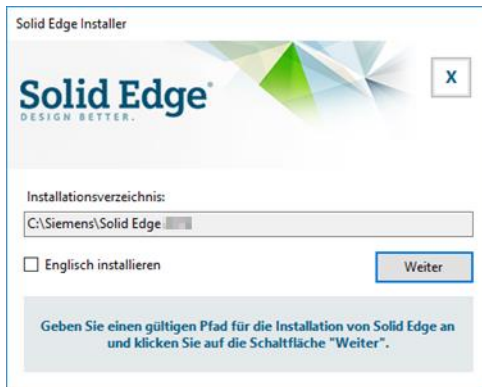 Solid Edge Installer
Solid Edge®
DESIGN BETTER.
X
Installationsverzeichnis:
C:\Siemens\Solid Edge
Englisch installieren
Weiter
Geben Sie einen gültigen Pfad für die Installation von Solid Edge an
und klicken Sie auf die Schaltfläche "Weiter".